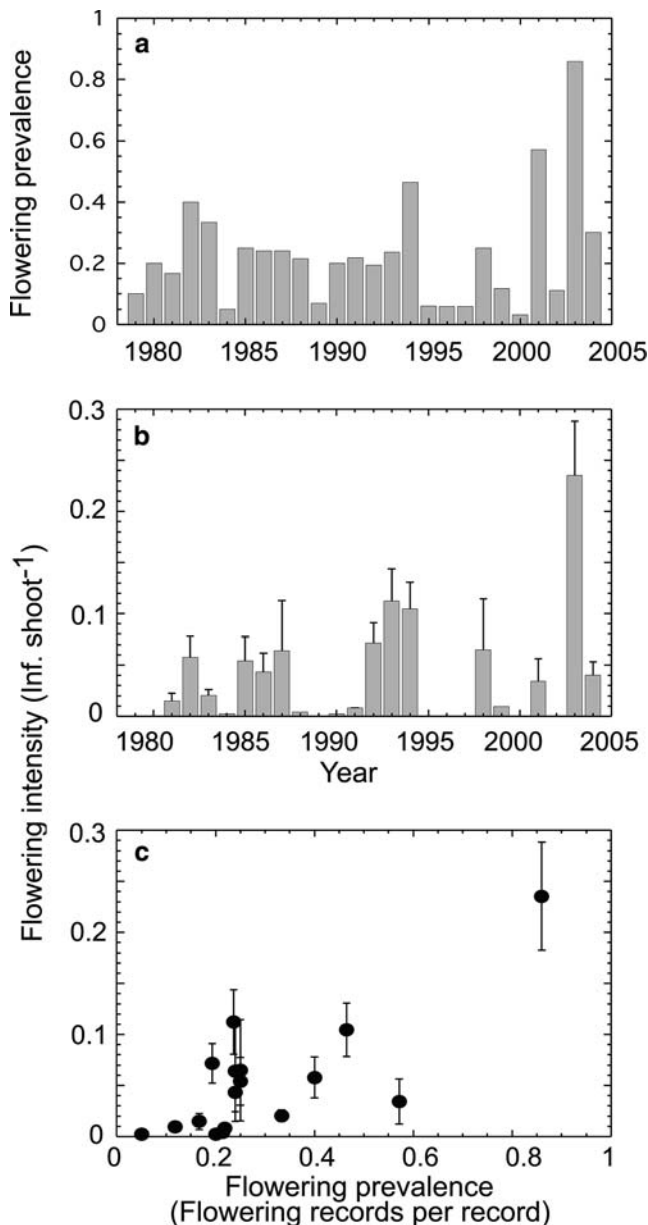 a
Flowering prevalence
1
0.8
0.6
0.4
0.2
0
1980 1985 1990 1995 2000 2005
b
Flowering intensity (Inf. shoot-1)
0.3
0.2
0.1
0
1980 1985 1990 1995 2000 2005
Year
c
0.3
0.2
0.1
0
0 0.2 0.4 0.6 0.8 1
Flowering prevalence
(Flowering records per record)